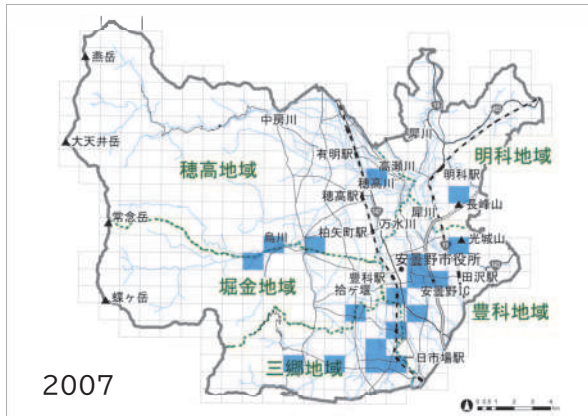 燕岳
大天井岳
中房川
犀川
有明駅
高瀬川
明科地域
明科駅
穂高地域
穂高川
穂高駅
犀川
長峰山
常念岳
万水川
烏川
柏矢町駅
光城山
安曇野市役所
堀金地域
豊科駅
田沢駅
拾ケ堰
安曇野IC
蝶ヶ岳
豊科地域
三郷地域
一日市場駅
2007